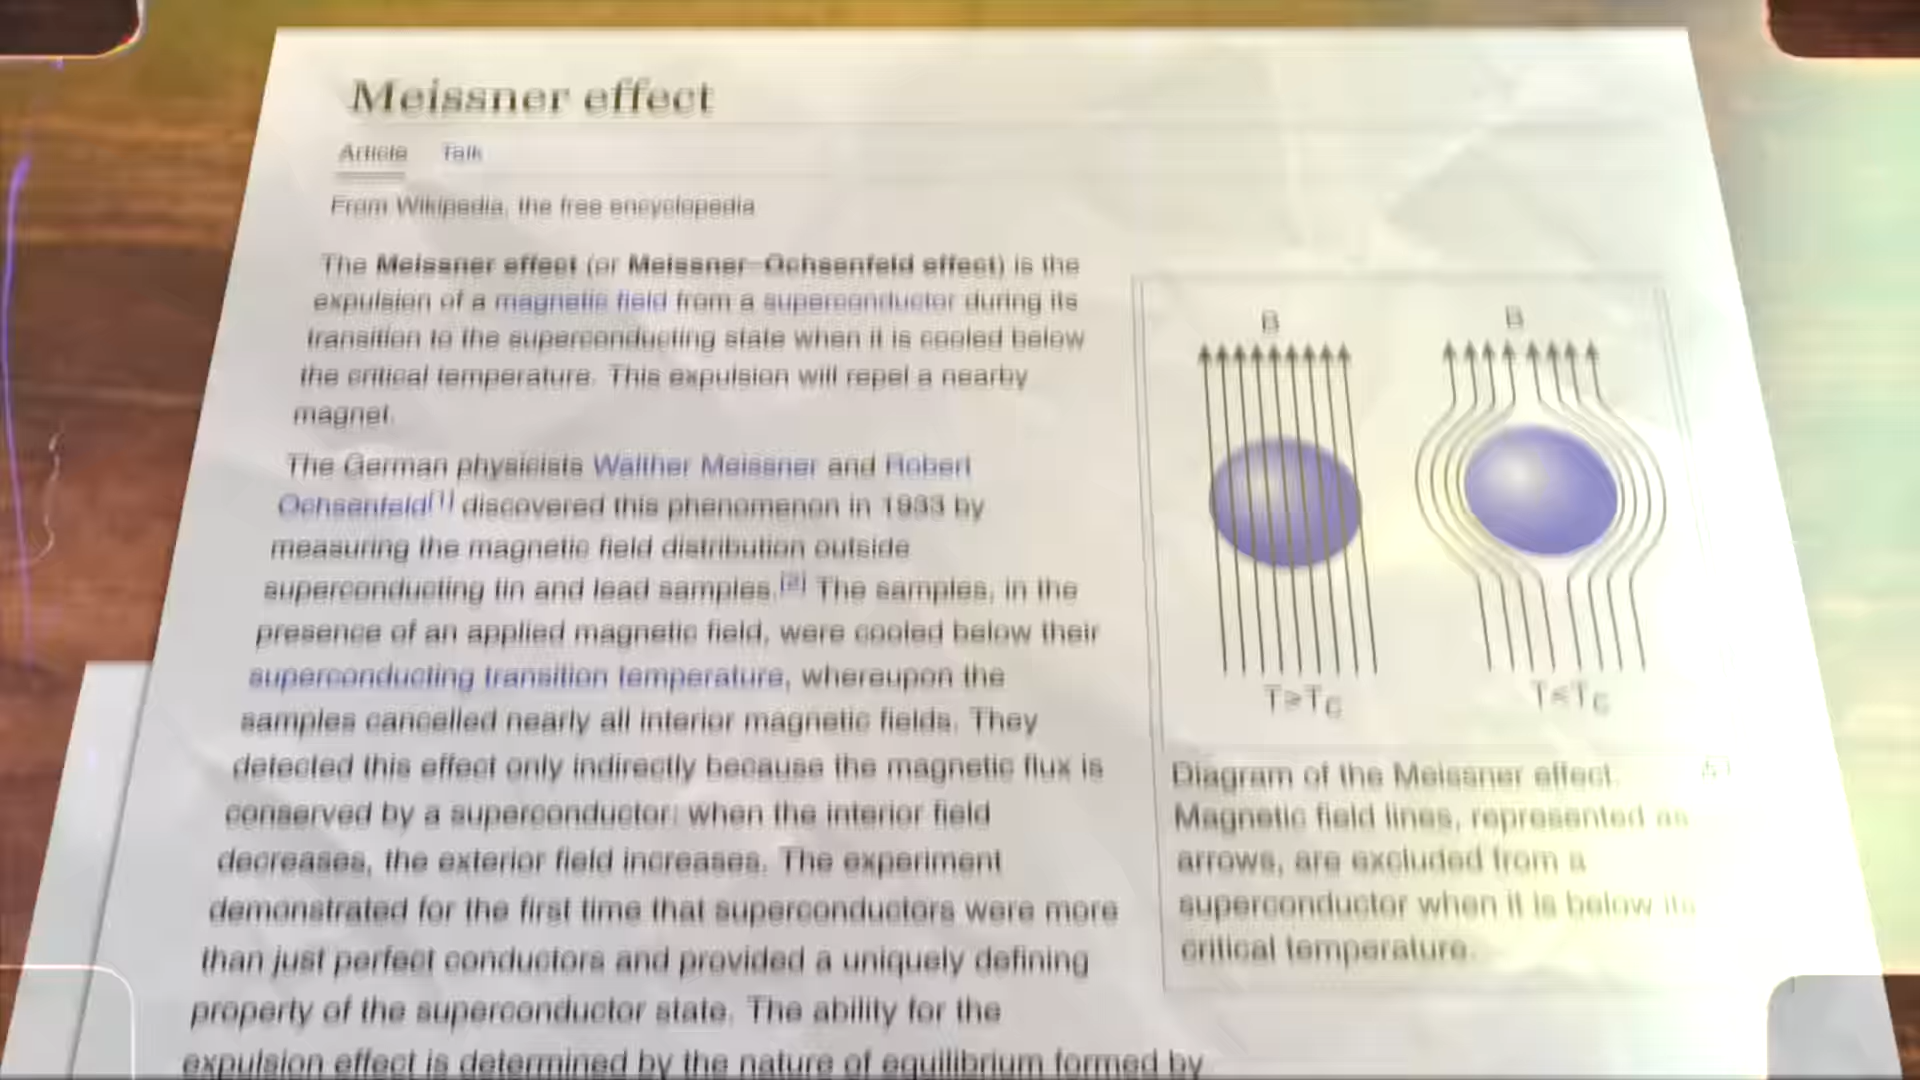 Meissner effect
Article Talk
From Wikipedia, the free encyclopedia
The Meissner effect (or Meissner–Ochsenfeld effect) is the
expulsion of a magnetic field from a superconductor during its
transition to the superconducting state when it is cooled below
the critical temperature. This expulsion will repel a nearby
magnet.
The German physicists Walther Meissner and Robert
Ochsenfeld[1] discovered this phenomenon in 1933 by
measuring the magnetic field distribution outside
superconducting tin and lead samples.[2] The samples, in the
presence of an applied magnetic field, were cooled below their
superconducting transition temperature, whereupon the
samples cancelled nearly all interior magnetic fields. They
detected this effect only indirectly because the magnetic flux is
conserved by a superconductor: when the interior field
decreases, the exterior field increases. The experiment
demonstrated for the first time that superconductors were more
than just perfect conductors and provided a uniquely defining
property of the superconductor state. The ability for the
expulsion effect is determined by the nature of equilibrium formed by
B B
T>Tc T<Tc
Diagram of the Meissner effect.
Magnetic field lines, represented as
arrows, are excluded from a
superconductor when it is below its
critical temperature.